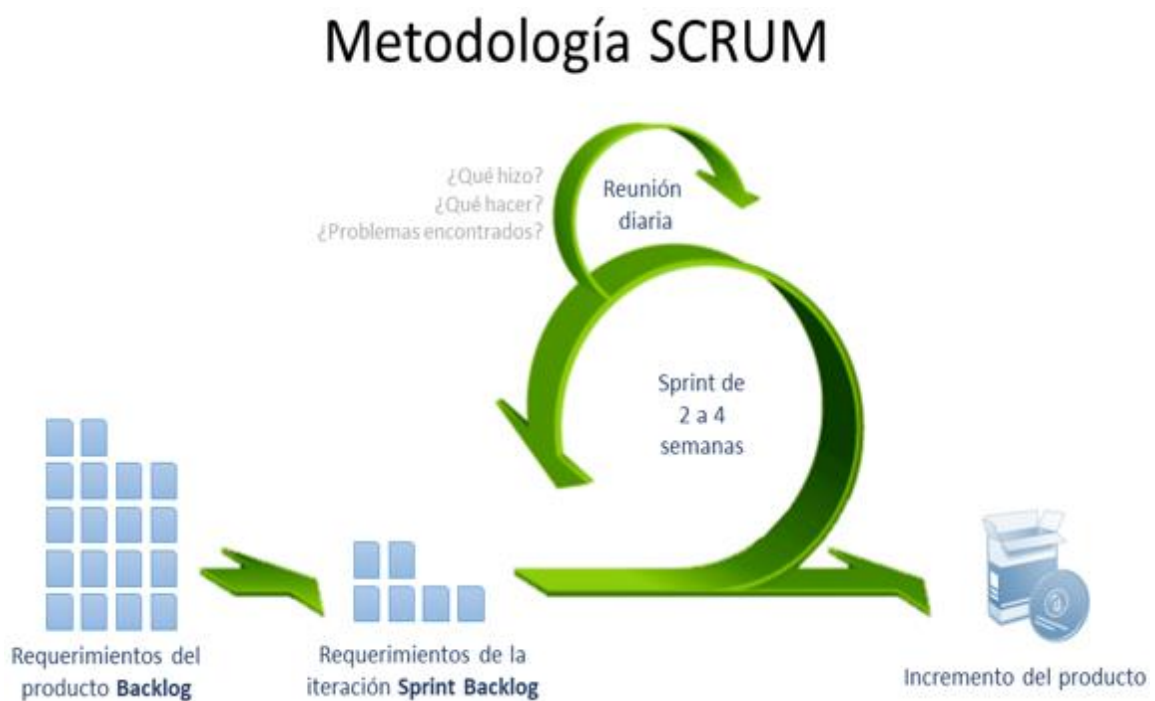 Metodología SCRUM
¿Qué hizo?
¿Qué hacer?
¿Problemas encontrados?
Reunión
diaria
Sprint de
2 a 4
semanas
Requerimientos del
producto Backlog
Requerimientos de la
iteración Sprint Backlog
Incremento del producto